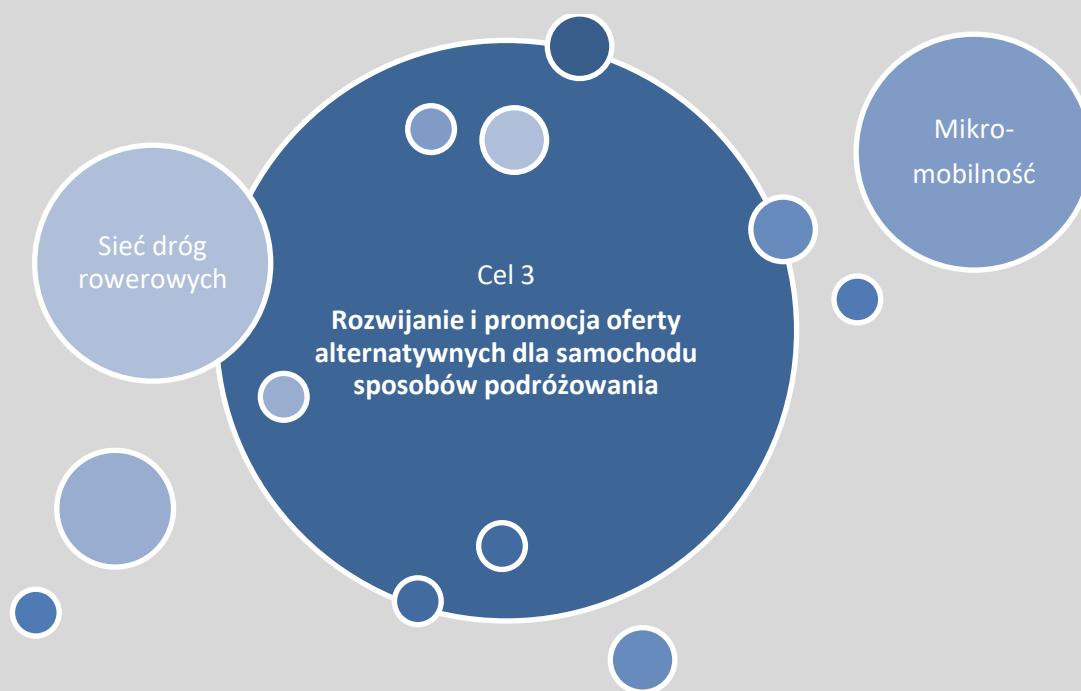 Mikro-
mobilność
Sieć dróg
rowerowych
Cel 3
Rozwijanie i promocja oferty
alternatywnych dla samochodu
sposobów podróżowania